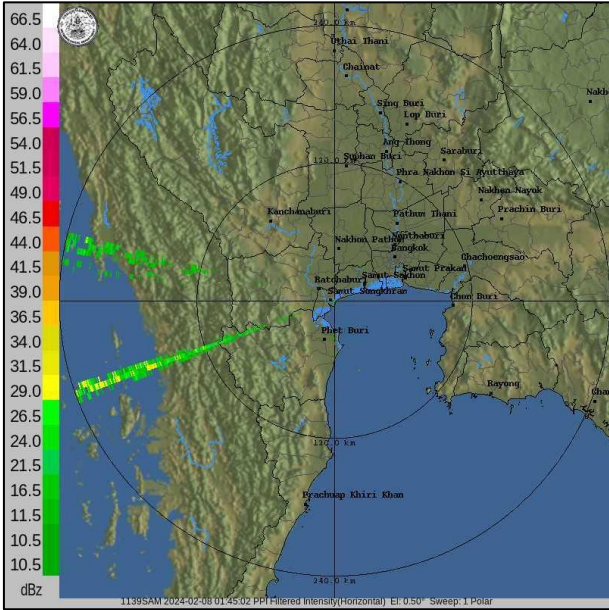 66.5
64.0
61.5
59.0
56.5
54.0
51.5
49.0
46.5
44.0
41.5
39.0
36.5
34.0
31.5
29.0
26.5
24.0
21.5
16.5
11.5
10.5
10.5
dBz
240.0 km
Uthai Thani
Chainat
Sing Buri
Lop Buri
Ang Thong
Saraburi
120.0 km
Suphan Buri
Phra Nakhon Si Ayutthaya
Nakhon Nayok
Kanchanaburi
Pathum Thani
Prachin Buri
Nonthaburi
Nakhon Pathom
Bangkok
Chachoengsao
Samut Prakan
Ratchaburi
Samut Sakhon
Samut Songkhram
Chon Buri
Phet Buri
Rayong
120.0 km
Prachuap Khiri Khan
240.0 km
1139SAM 2024-02-08 01:45:02 PPI Filtered Intensity(Horizontal) El: 0.50° Sweep: 1 Polar